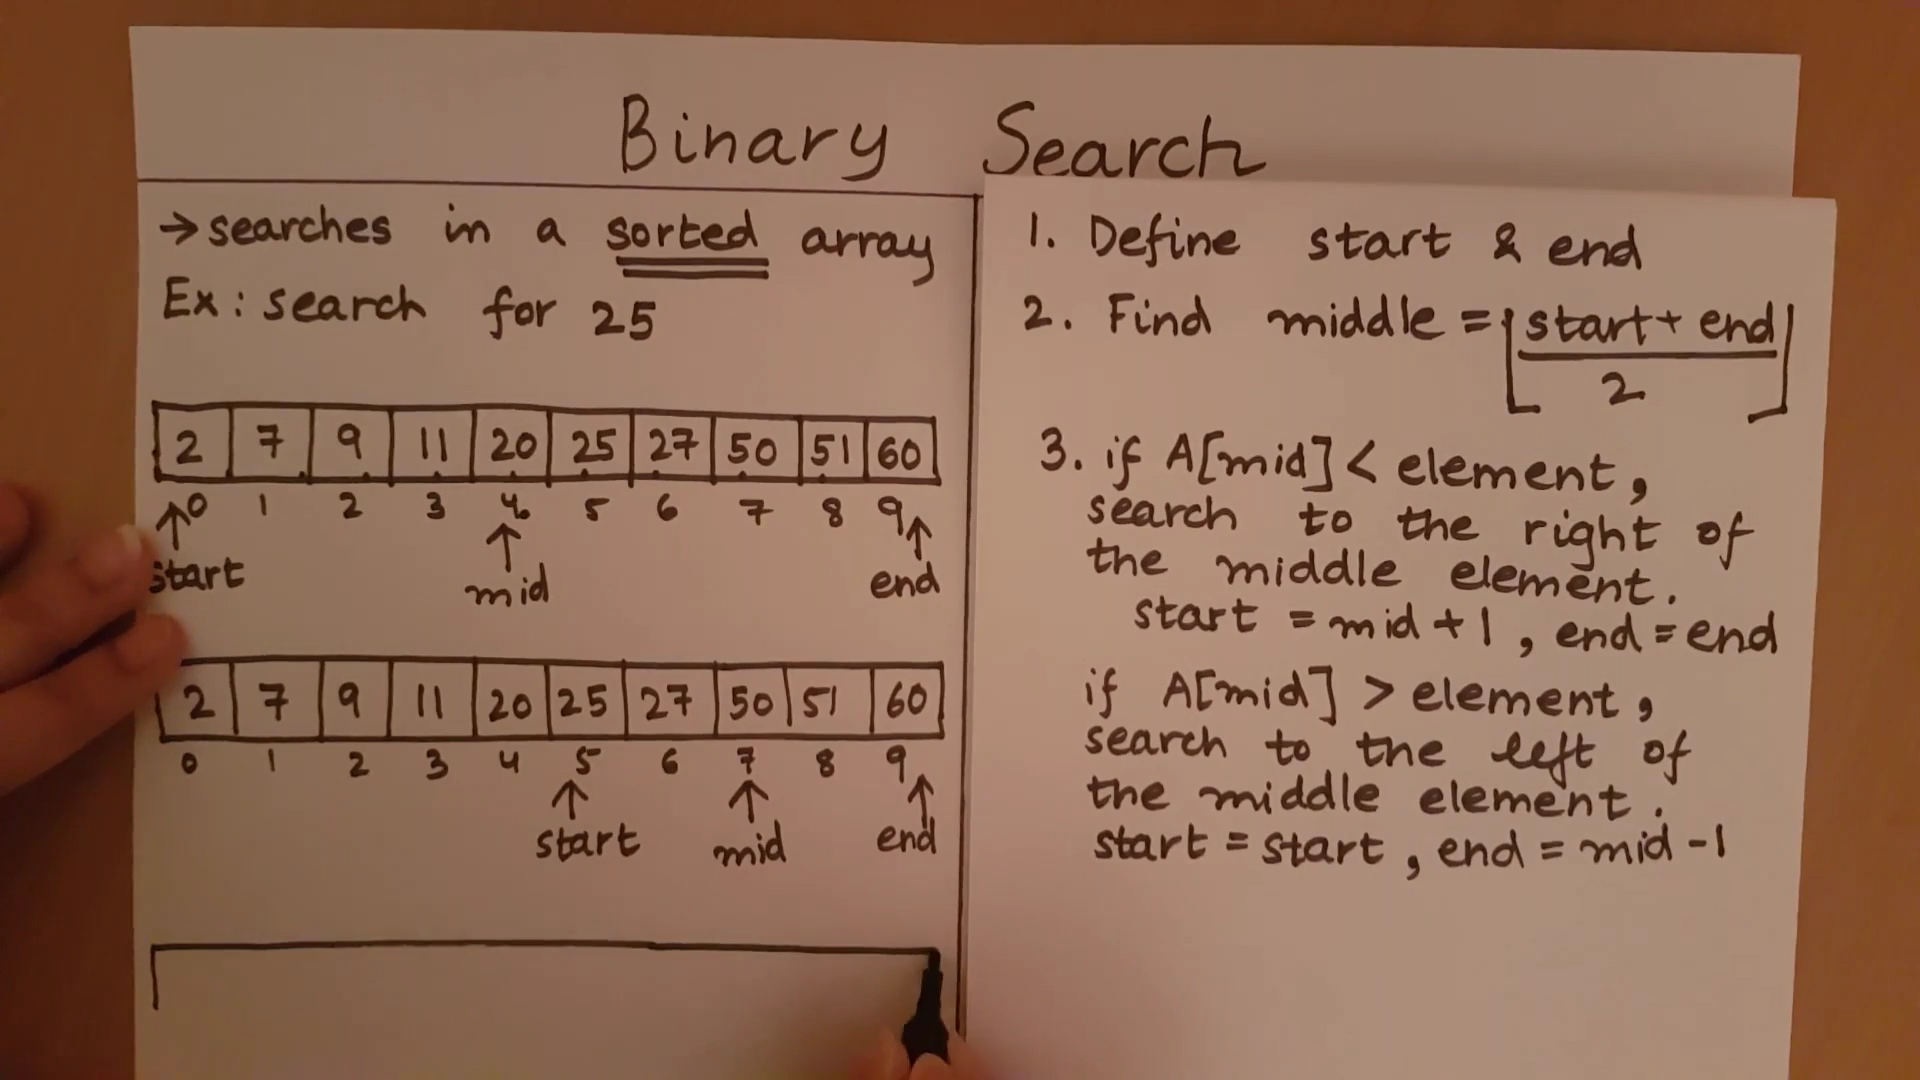 Binary Search
→ searches in a sorted array
Ex: search for 25
2 7 9 11 20 25 27 50 51 60
0 1 2 3 4 5 6 7 8 9
start mid end
2 7 9 11 20 25 27 50 51 60
0 1 2 3 4 5 6 7 8 9
start mid end
1. Define start & end
2. Find middle = ⌊start + end
2⌋
3. if A[mid] < element,
search to the right of
the middle element.
start = mid + 1, end = end
if A[mid] > element,
search to the left of
the middle element.
start = start, end = mid - 1